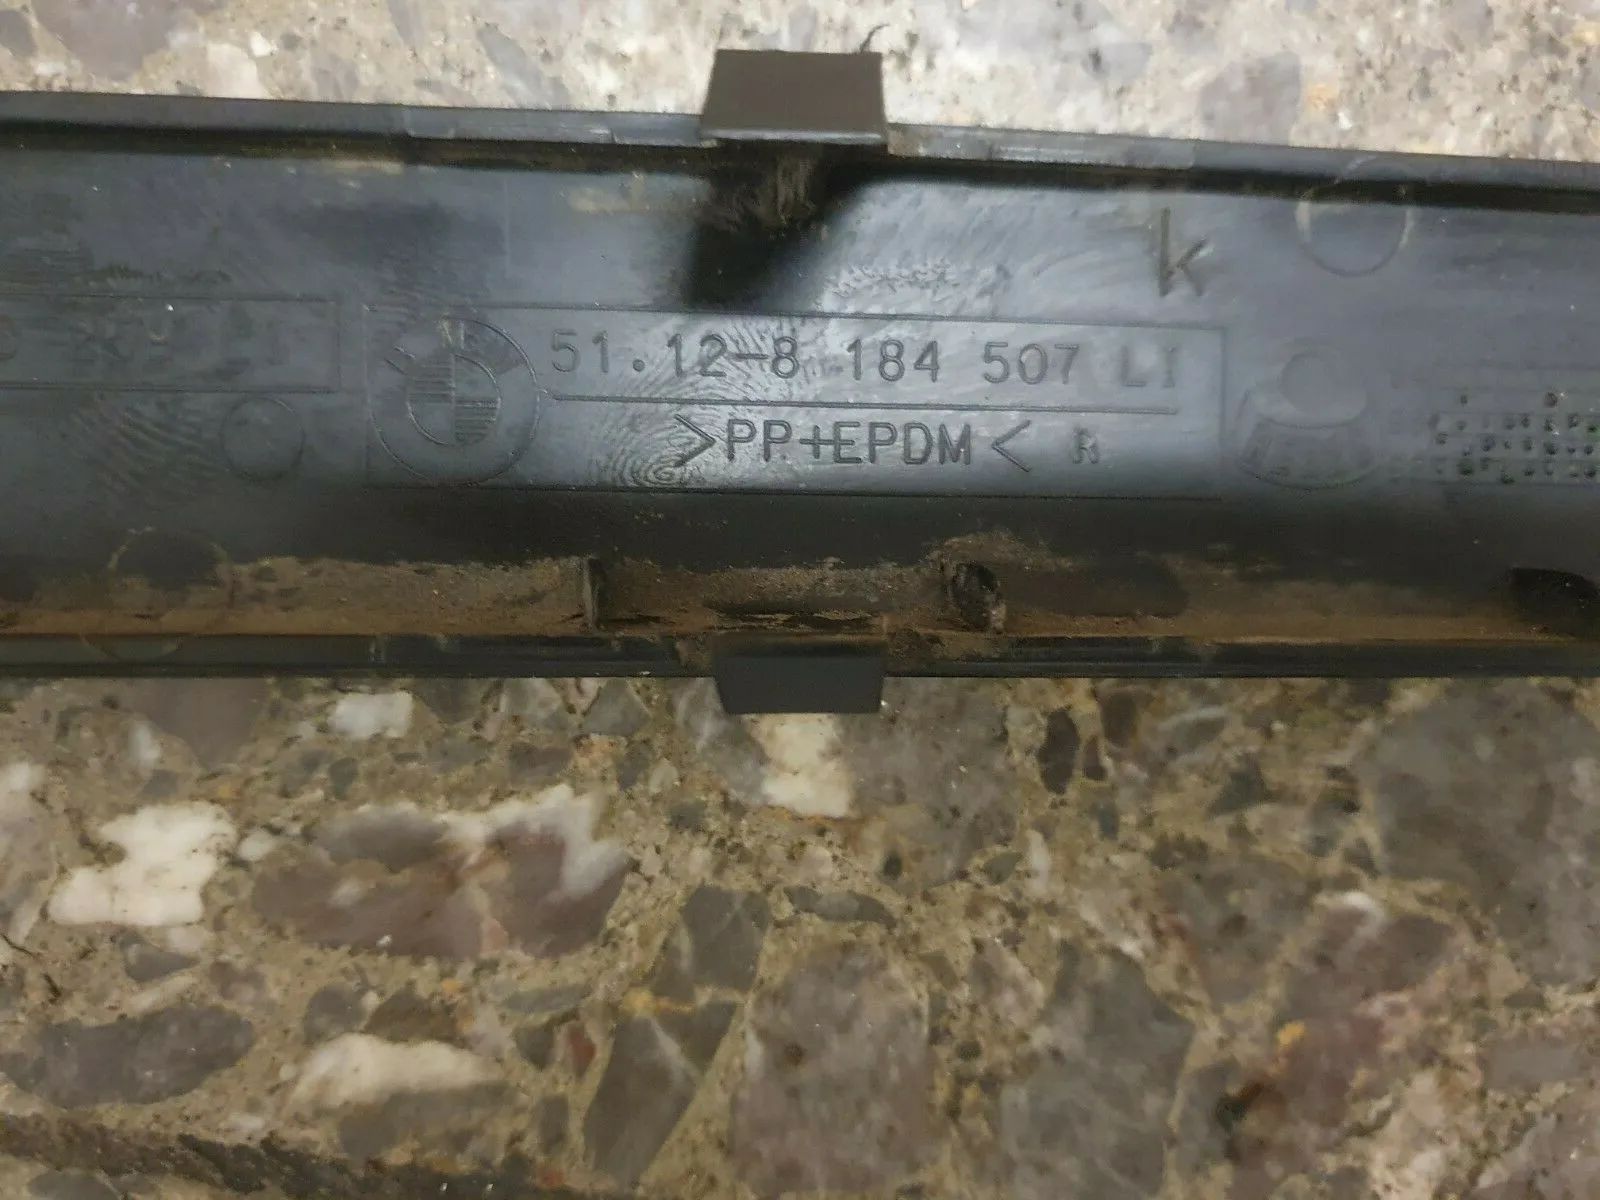 k
51.12-8 184 507 LI
>PP+EPDM< R